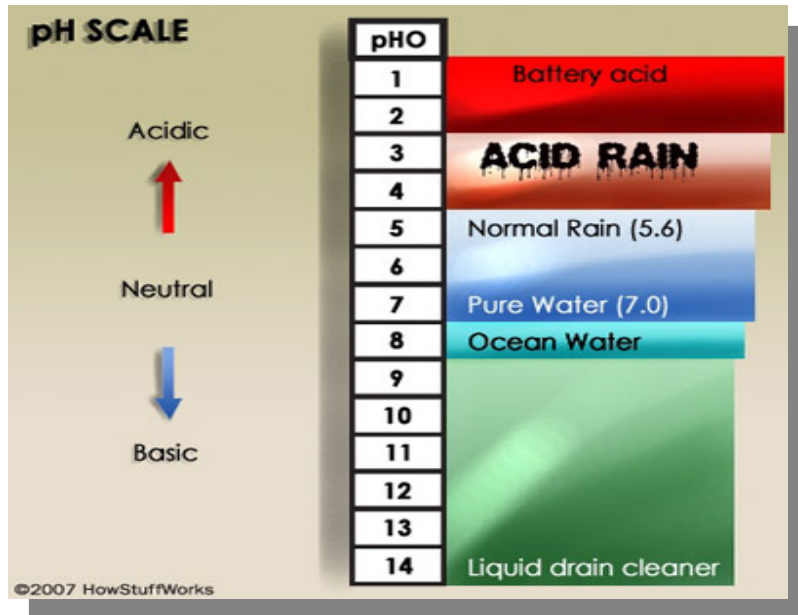 pH SCALE
Acidic
Neutral
Basic
pHO
1 Battery acid
2
3 ACID RAIN
4
5 Normal Rain (5.6)
6
7 Pure Water (7.0)
8 Ocean Water
9
10
11
12
13
14 Liquid drain cleaner
©2007 HowStuffWorks